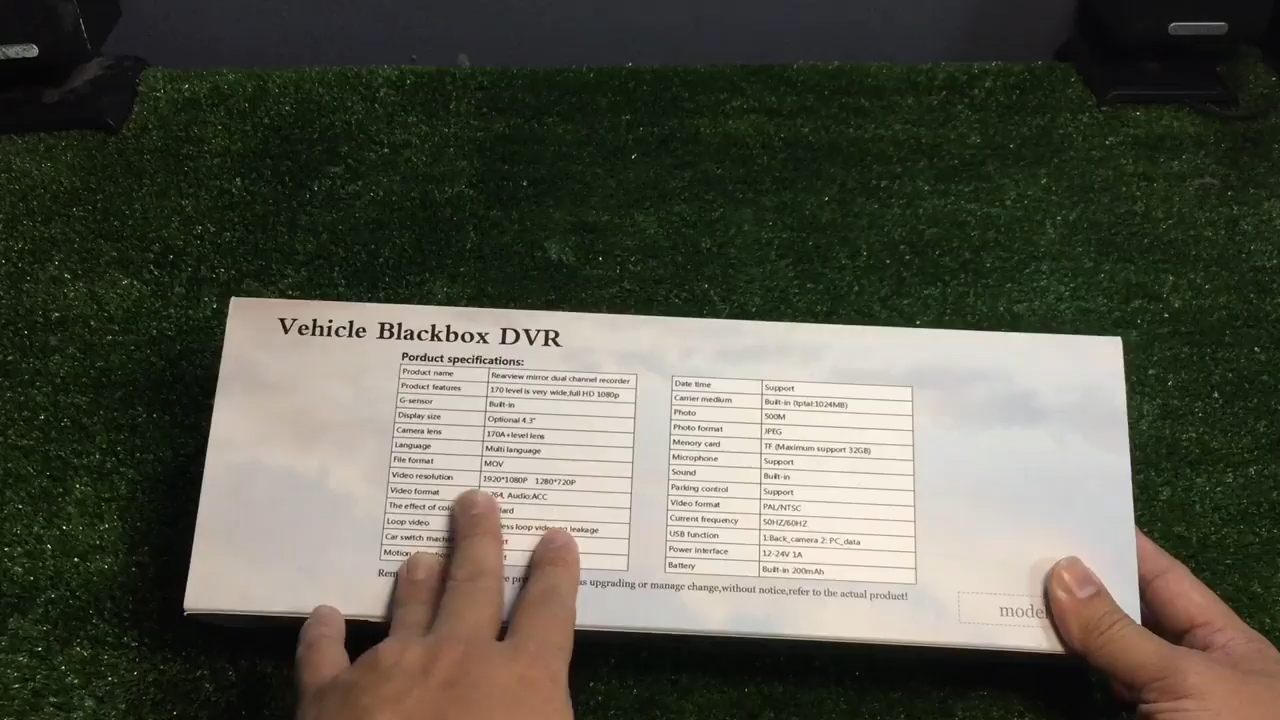 Vehicle Blackbox DVR
Porduct specifications:
Product name Rearview mirror dual channel recorder
Product features 170 level is very wide,full HD 1080p
G-sensor Built-in
Display size Optional 4.3"
Camera lens 170A+level lens
Language Multi language
File format MOV
Video resolution 1920*1080P 1280*720P
Video format 264, Audio:ACC
The effect of
Loop video loop leakage
Car switch
Motion
Date time Support
Carrier medium Built-in (tptal:1024MB)
Photo 500M
Photo format JPEG
Menory card TF (Maximum support 32GB)
Microphone Support
Sound Built-in
Parking control Support
Video format PAL/NTSC
Current frequency 50HZ/60HZ
USB function 1:Back_camera 2: PC_data
Power interface 12-24V 1A
Battery Built-in 200mAh
upgrading or manage change,without notice,refer to the actual product!
mode